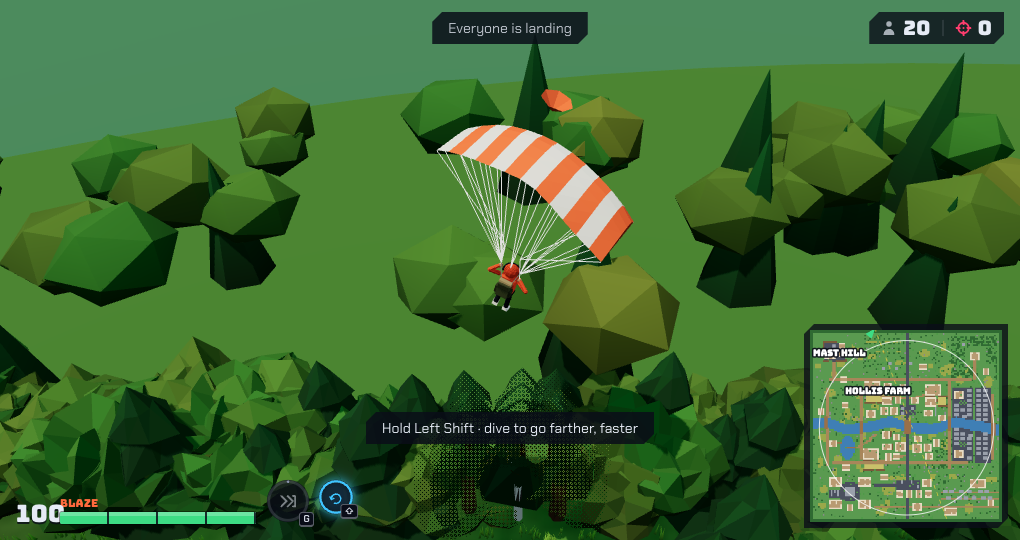 Everyone is landing
20
0
MAST HILL
HOLLIS FARM
Hold Left Shift · dive to go farther, faster
BLAZE
100
G